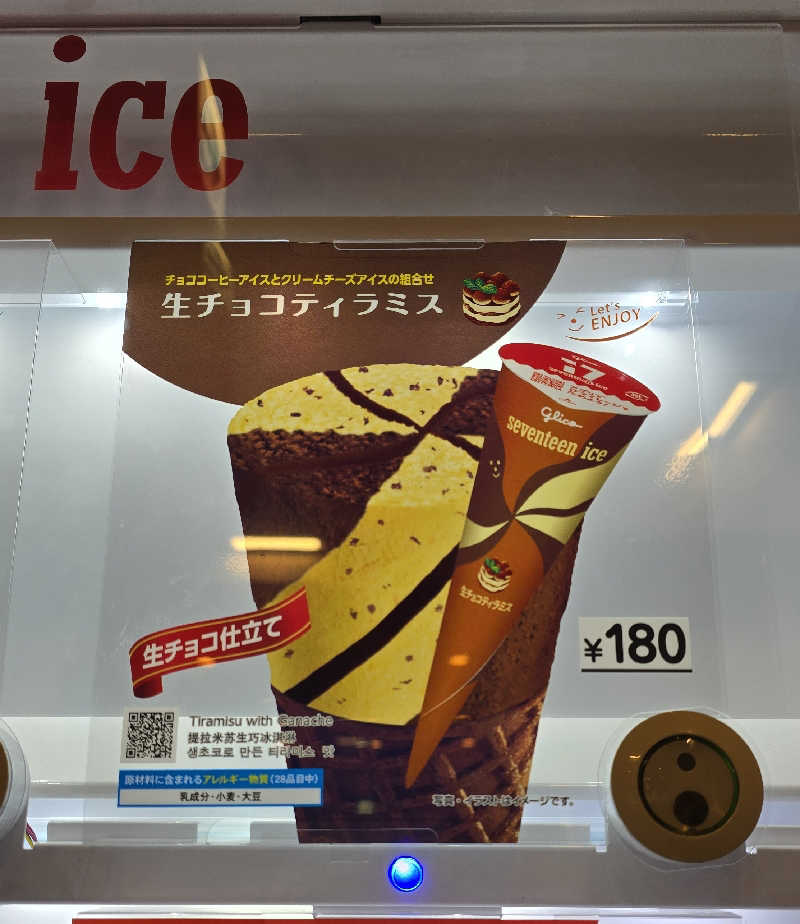 ice
チョココーヒーアイスとクリームチーズアイスの組合せ
生チョコティラミス
Let's
ENJOY
17
Glico
seventeen ice
生チョコティラミス
生チョコ仕立て
¥180
Tiramisu with Ganache
提拉米苏生巧冰淇淋
생초코로 만든 티라미소 맛
原材料に含まれるアレルギー物質(28品目中)
乳成分・小麦・大豆
写真・イラストはイメージです。